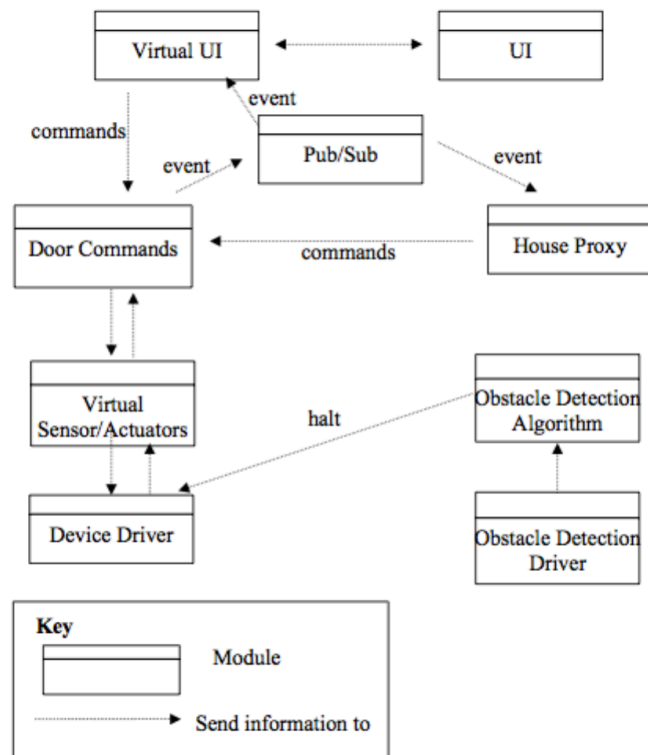 Virtual UI
UI
event
commands
Pub/Sub
event
event
Door Commands
commands
House Proxy
Virtual
Sensor/Actuators
halt
Obstacle Detection
Algorithm
Device Driver
Obstacle Detection
Driver
Key
Module
Send information to